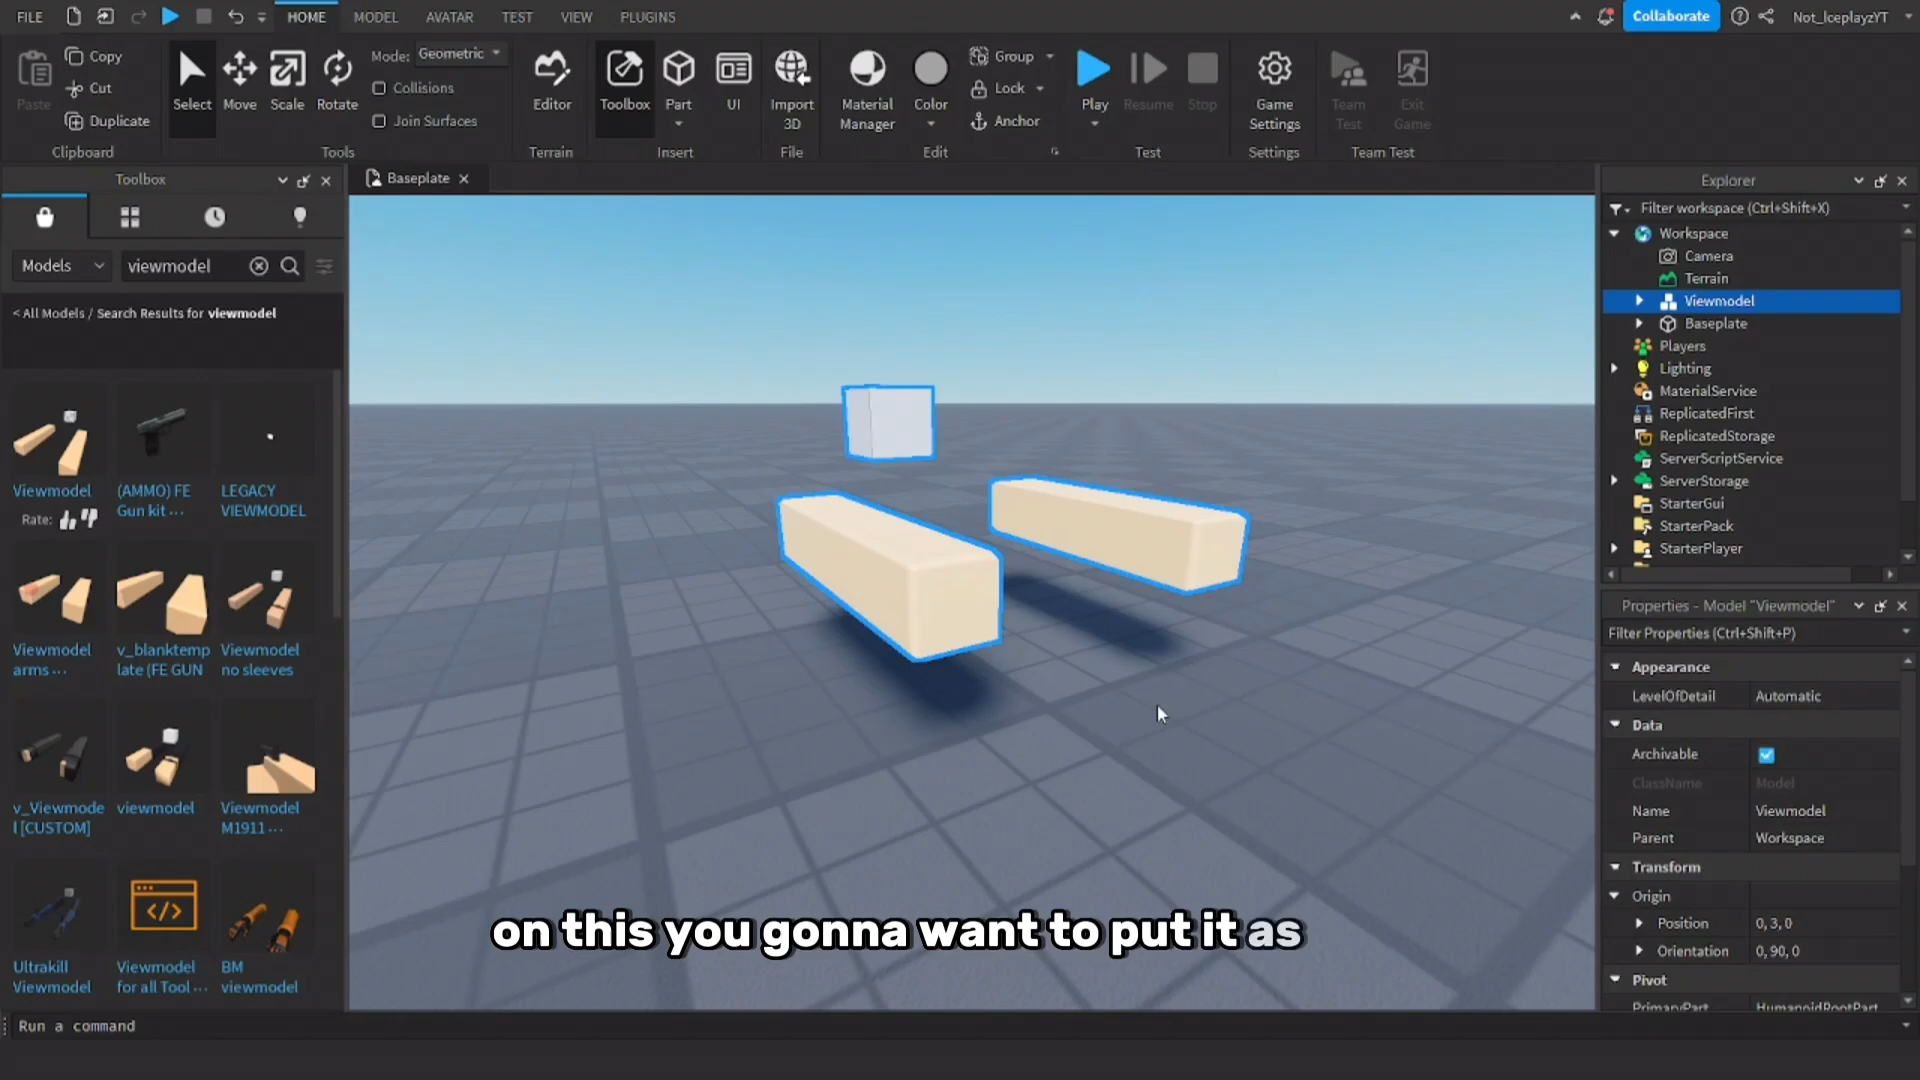 FILE
HOME
MODEL
AVATAR
TEST
VIEW
PLUGINS
Collaborate
Not_IceplayzYT
Paste
Copy
Cut
Duplicate
Clipboard
Select
Move
Scale
Rotate
Mode: Geometric
Collisions
Join Surfaces
Tools
Editor
Terrain
Toolbox
Part
UI
Insert
Import
3D
File
Material
Manager
Color
Group
Lock
Anchor
Edit
Play
Resume
Stop
Test
Game
Settings
Settings
Team
Test
Exit
Game
Team Test
Toolbox
Models
viewmodel
< All Models / Search Results for viewmodel
Viewmodel
Rate:
(AMMO) FE
Gun kit ...
LEGACY
VIEWMODEL
Viewmodel
arms ...
v_blanktemp
late (FE GUN
Viewmodel
no sleeves
v_Viewmode
l [CUSTOM]
viewmodel
Viewmodel
M1911 ...
Ultrakill
Viewmodel
Viewmodel
for all Tool ...
BM
viewmodel
Run a command
Baseplate
on this you gonna want to put it as
Explorer
Filter workspace (Ctrl+Shift+X)
Workspace
Camera
Terrain
Viewmodel
Baseplate
Players
Lighting
MaterialService
ReplicatedFirst
ReplicatedStorage
ServerScriptService
ServerStorage
StarterGui
StarterPack
StarterPlayer
Properties - Model "Viewmodel"
Filter Properties (Ctrl+Shift+P)
Appearance
LevelOfDetail Automatic
Data
Archivable
ClassName Model
Name Viewmodel
Parent Workspace
Transform
Origin
Position 0, 3, 0
Orientation 0, 90, 0
Pivot
PrimaryPart HumanoidRootPart